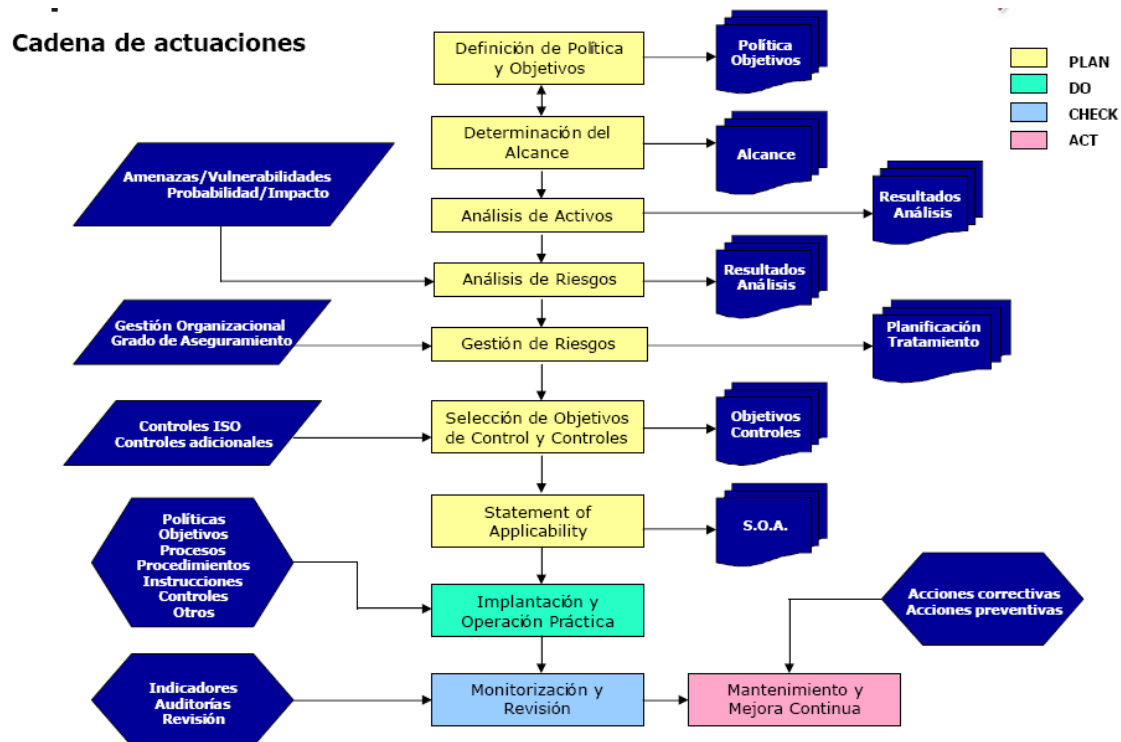 Cadena de actuaciones
Definición de Política
y Objetivos
Política
Objetivos
PLAN
DO
CHECK
ACT
Determinación del
Alcance
Alcance
Amenazas/Vulnerabilidades
Probabilidad/Impacto
Análisis de Activos
Resultados
Análisis
Análisis de Riesgos
Resultados
Análisis
Gestión Organizacional
Grado de Aseguramiento
Gestión de Riesgos
Planificación
Tratamiento
Controles ISO
Controles adicionales
Selección de Objetivos
de Control y Controles
Objetivos
Controles
Statement of
Applicability
S.O.A.
Políticas
Objetivos
Procesos
Procedimientos
Instrucciones
Controles
Otros
Implantación y
Operación Práctica
Acciones correctivas
Acciones preventivas
Indicadores
Auditorías
Revisión
Monitorización y
Revisión
Mantenimiento y
Mejora Continua